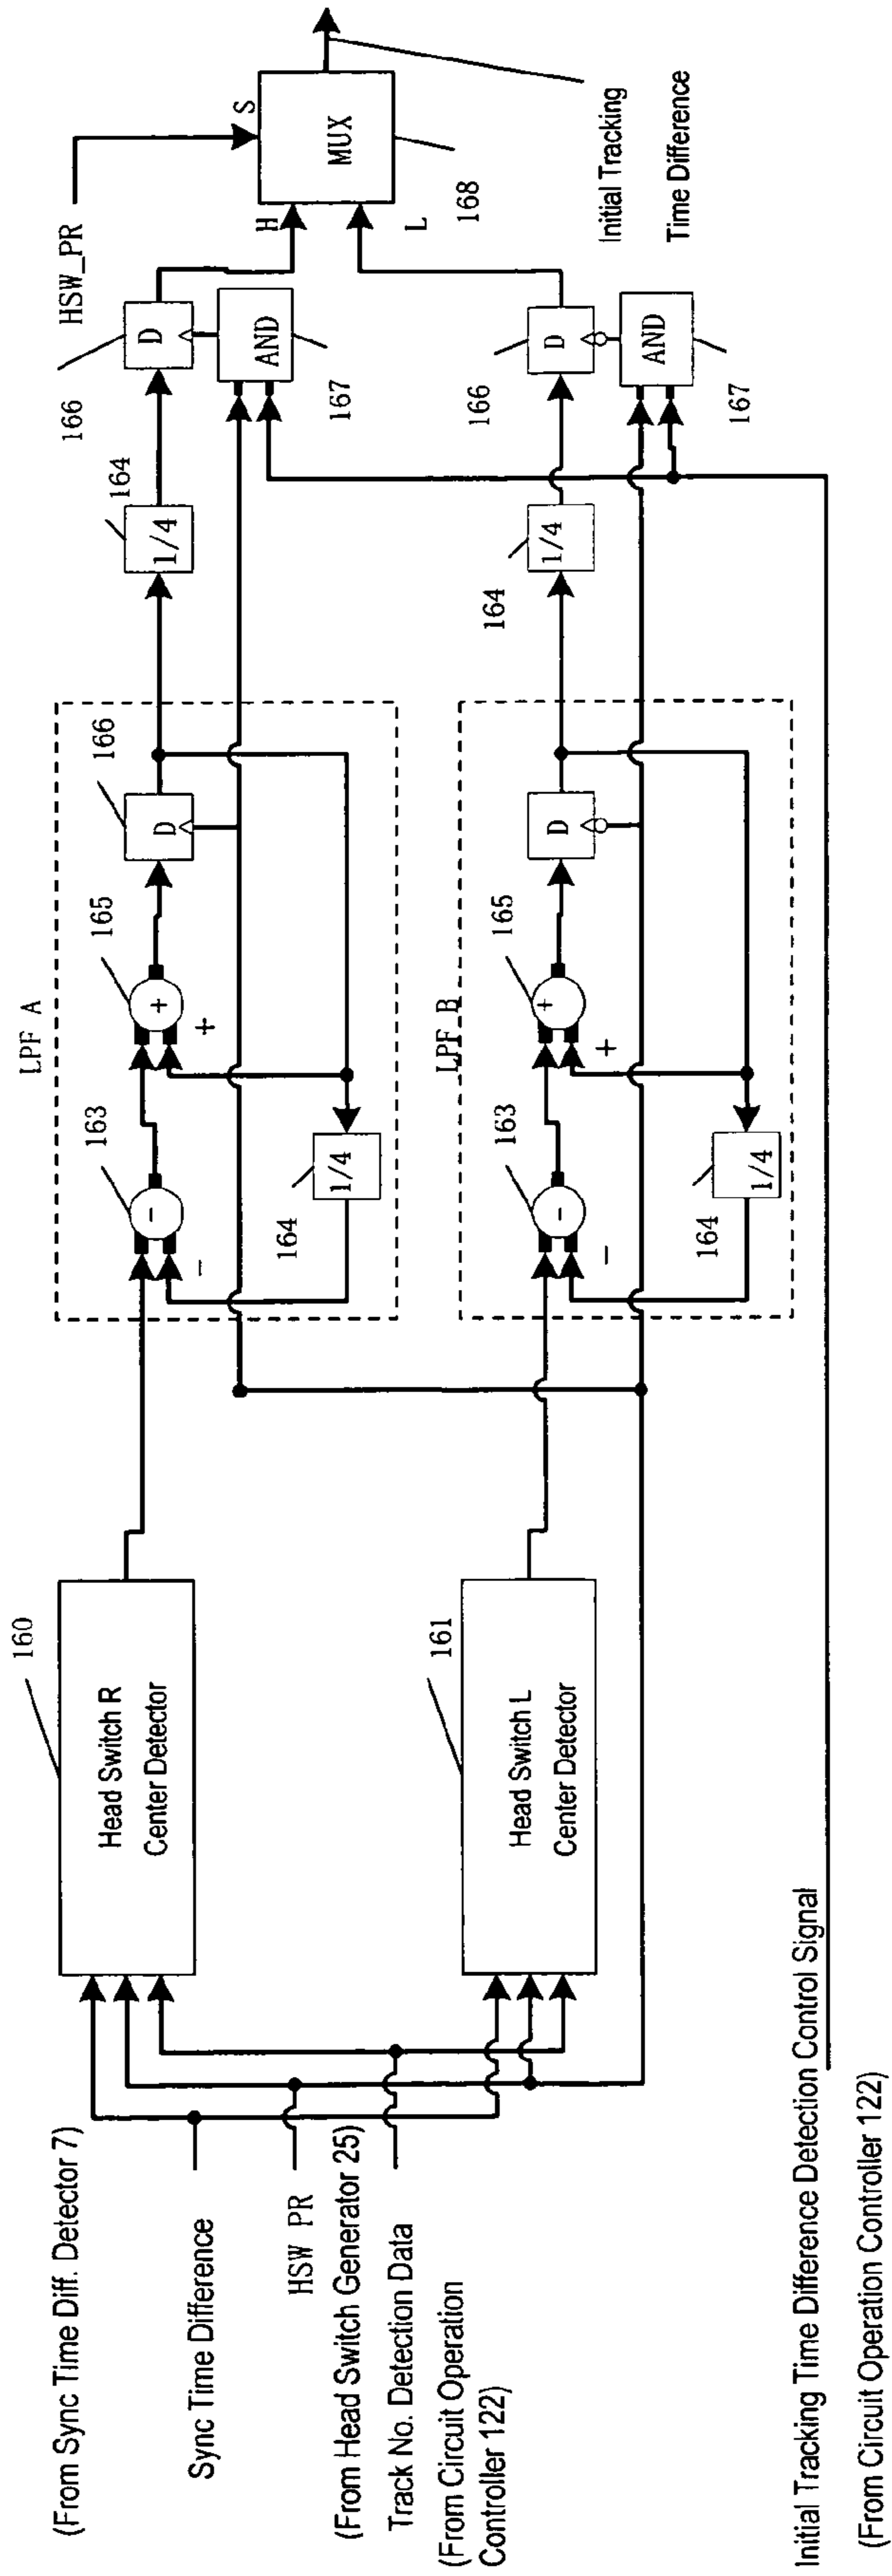 (From Sync Time Diff. Detector 7)
Sync Time Difference
HSW PR
(From Head Switch Generator 25)
Track No. Detection Data
(From Circuit Operation
Controller 122)
Initial Tracking Time Difference Detection Control Signal
(From Circuit Operation Controller 122)
160
Head Switch R
Center Detector
161
Head Switch L
Center Detector
LPF A
163
-
-
164
1/4
165
+
+
166
D
164
1/4
166
D
AND
167
LPF B
163
-
-
164
1/4
165
+
+
D
164
1/4
166
D
AND
167
HSW_PR
S
H
L
MUX
168
Initial Tracking
Time Difference